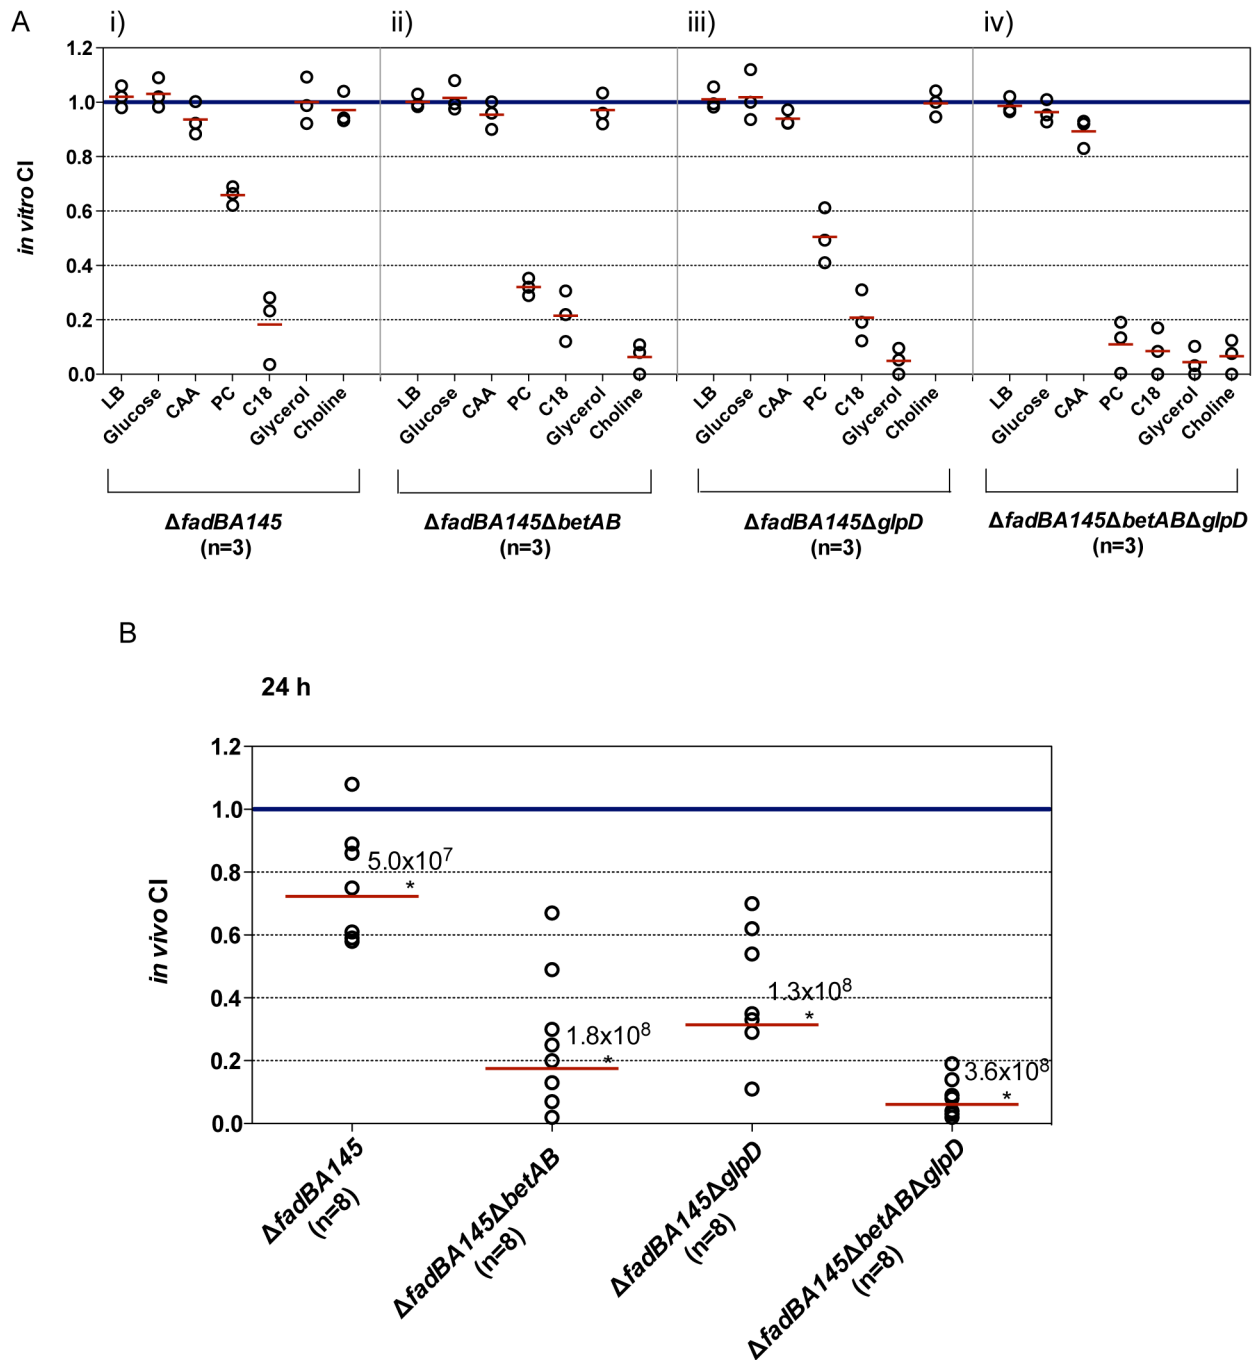 A
i)
ii)
iii)
iv)
in vitro CI
1.2
1.0
0.8
0.6
0.4
0.2
0.0
LB Glucose CAA PC C18 Glycerol Choline
LB Glucose CAA PC C18 Glycerol Choline
LB Glucose CAA PC C18 Glycerol Choline
LB Glucose CAA PC C18 Glycerol Choline
ΔfadBA145
(n=3)
ΔfadBA145ΔbetAB
(n=3)
ΔfadBA145ΔglpD
(n=3)
ΔfadBA145ΔbetABΔglpD
(n=3)
B
24 h
in vivo CI
1.2
1.0
0.8
0.6
0.4
0.2
0.0
5.0x10⁷
*
1.8x10⁸
*
1.3x10⁸
*
3.6x10⁸
*
ΔfadBA145
(n=8)
ΔfadBA145ΔbetAB
(n=8)
ΔfadBA145ΔglpD
(n=8)
ΔfadBA145ΔbetABΔglpD
(n=8)